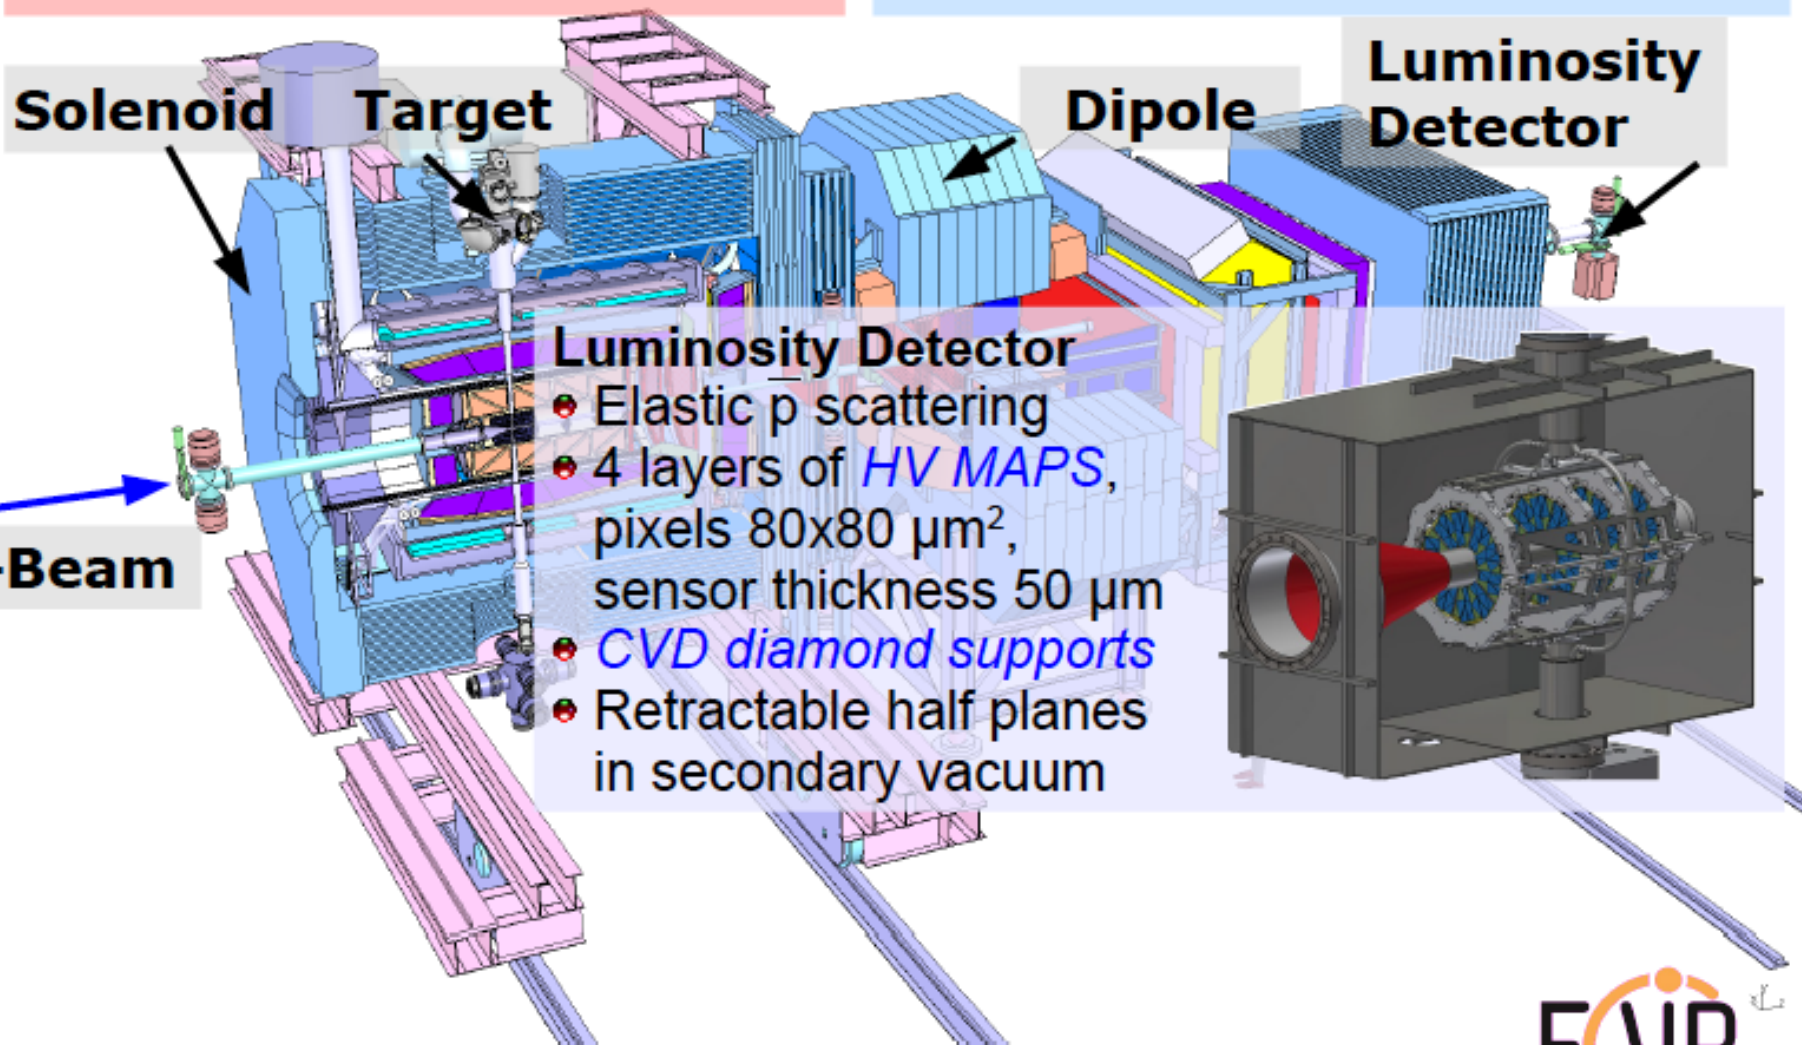 Solenoid
Target
Dipole
Luminosity
Detector
-Beam
Luminosity Detector
Elastic p̅ scattering
4 layers of HV MAPS,
pixels 80x80 µm²,
sensor thickness 50 µm
CVD diamond supports
Retractable half planes
in secondary vacuum
FAIR